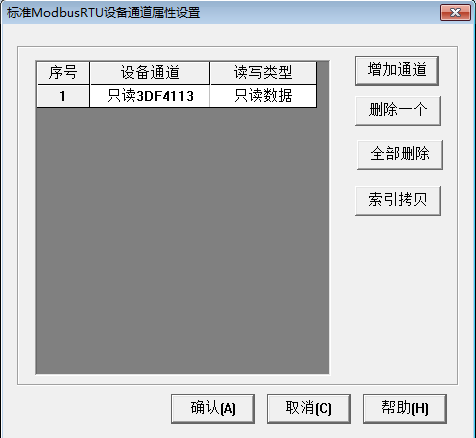 标准ModbusRTU设备通道属性设置
序号 设备通道 读写类型
1 只读3DF4113 只读数据
增加通道
删除一个
全部删除
索引拷贝
确认(A) 取消(C) 帮助(H)